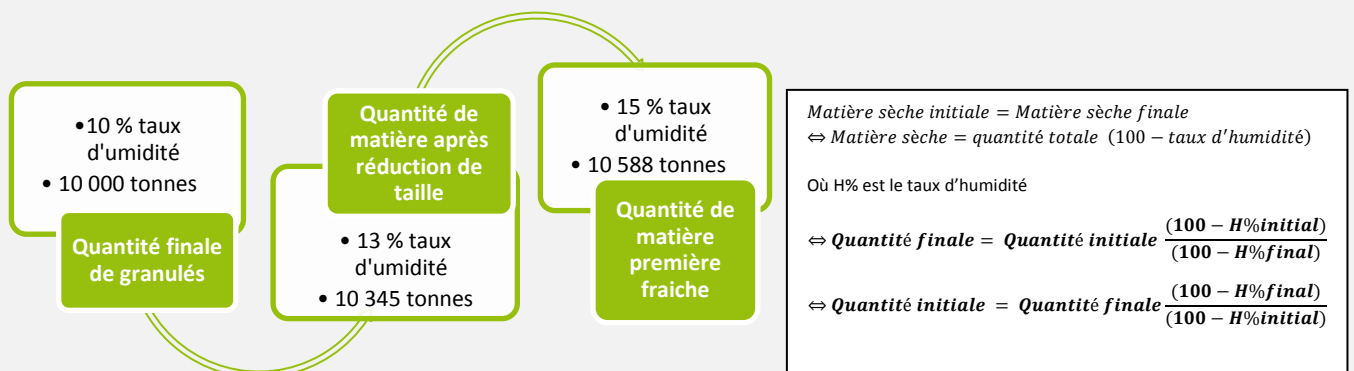 •10 % taux
d'umidité
• 10 000 tonnes
Quantité finale
de granulés
Quantité de
matière après
réduction de
taille
• 13 % taux
d'umidité
• 10 345 tonnes
• 15 % taux
d'umidité
• 10 588 tonnes
Quantité de
matière
première
fraiche
Matière sèche initiale = Matière sèche finale
⇔ Matière sèche = quantité totale (100 − taux d'humidité)
Où H% est le taux d'humidité
⇔ Quantité finale = Quantité initiale (100 − H%initial)/(100 − H%final)
⇔ Quantité initiale = Quantité finale (100 − H%final)/(100 − H%initial)